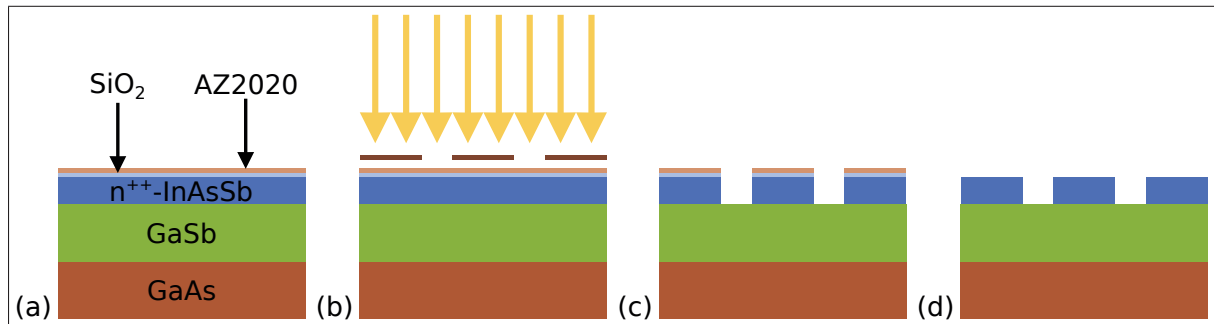 SiO₂ AZ2020
n⁺⁺-InAsSb
GaSb
GaAs
(a) (b) (c) (d)